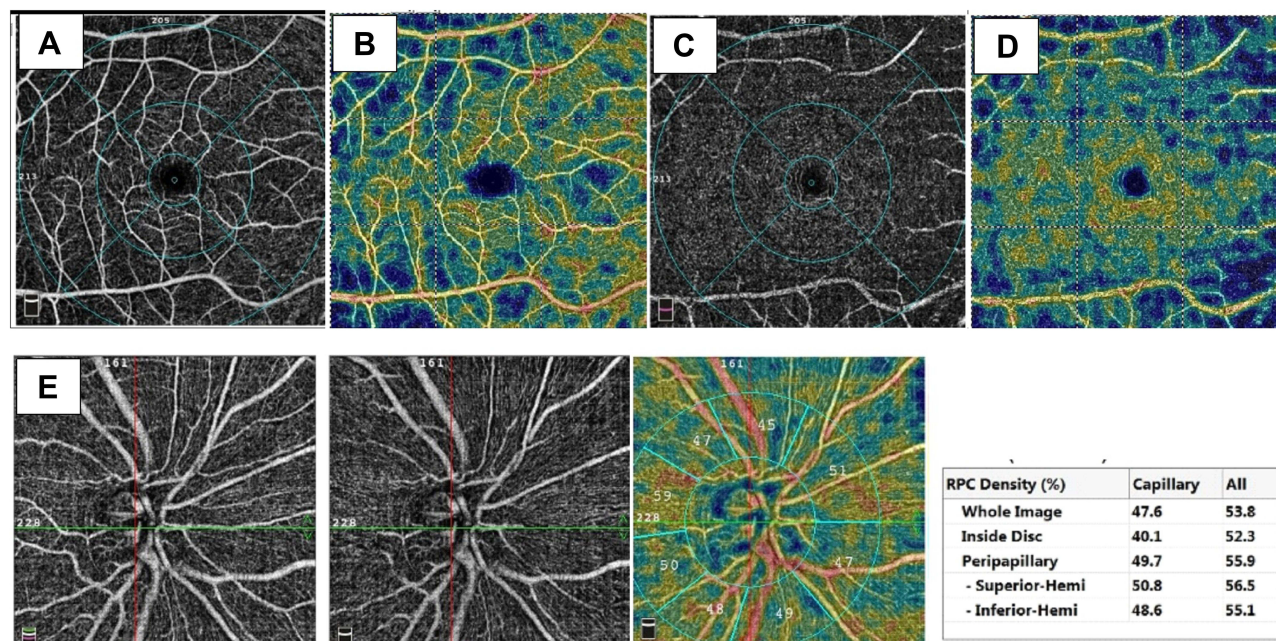 A
B
C
D
205
213
205
213
E
161
228
161
228
161
47
45
51
59
228
50
47
48
49
RPC Density (%) Capillary All
Whole Image 47.6 53.8
Inside Disc 40.1 52.3
Peripapillary 49.7 55.9
- Superior-Hemi 50.8 56.5
- Inferior-Hemi 48.6 55.1